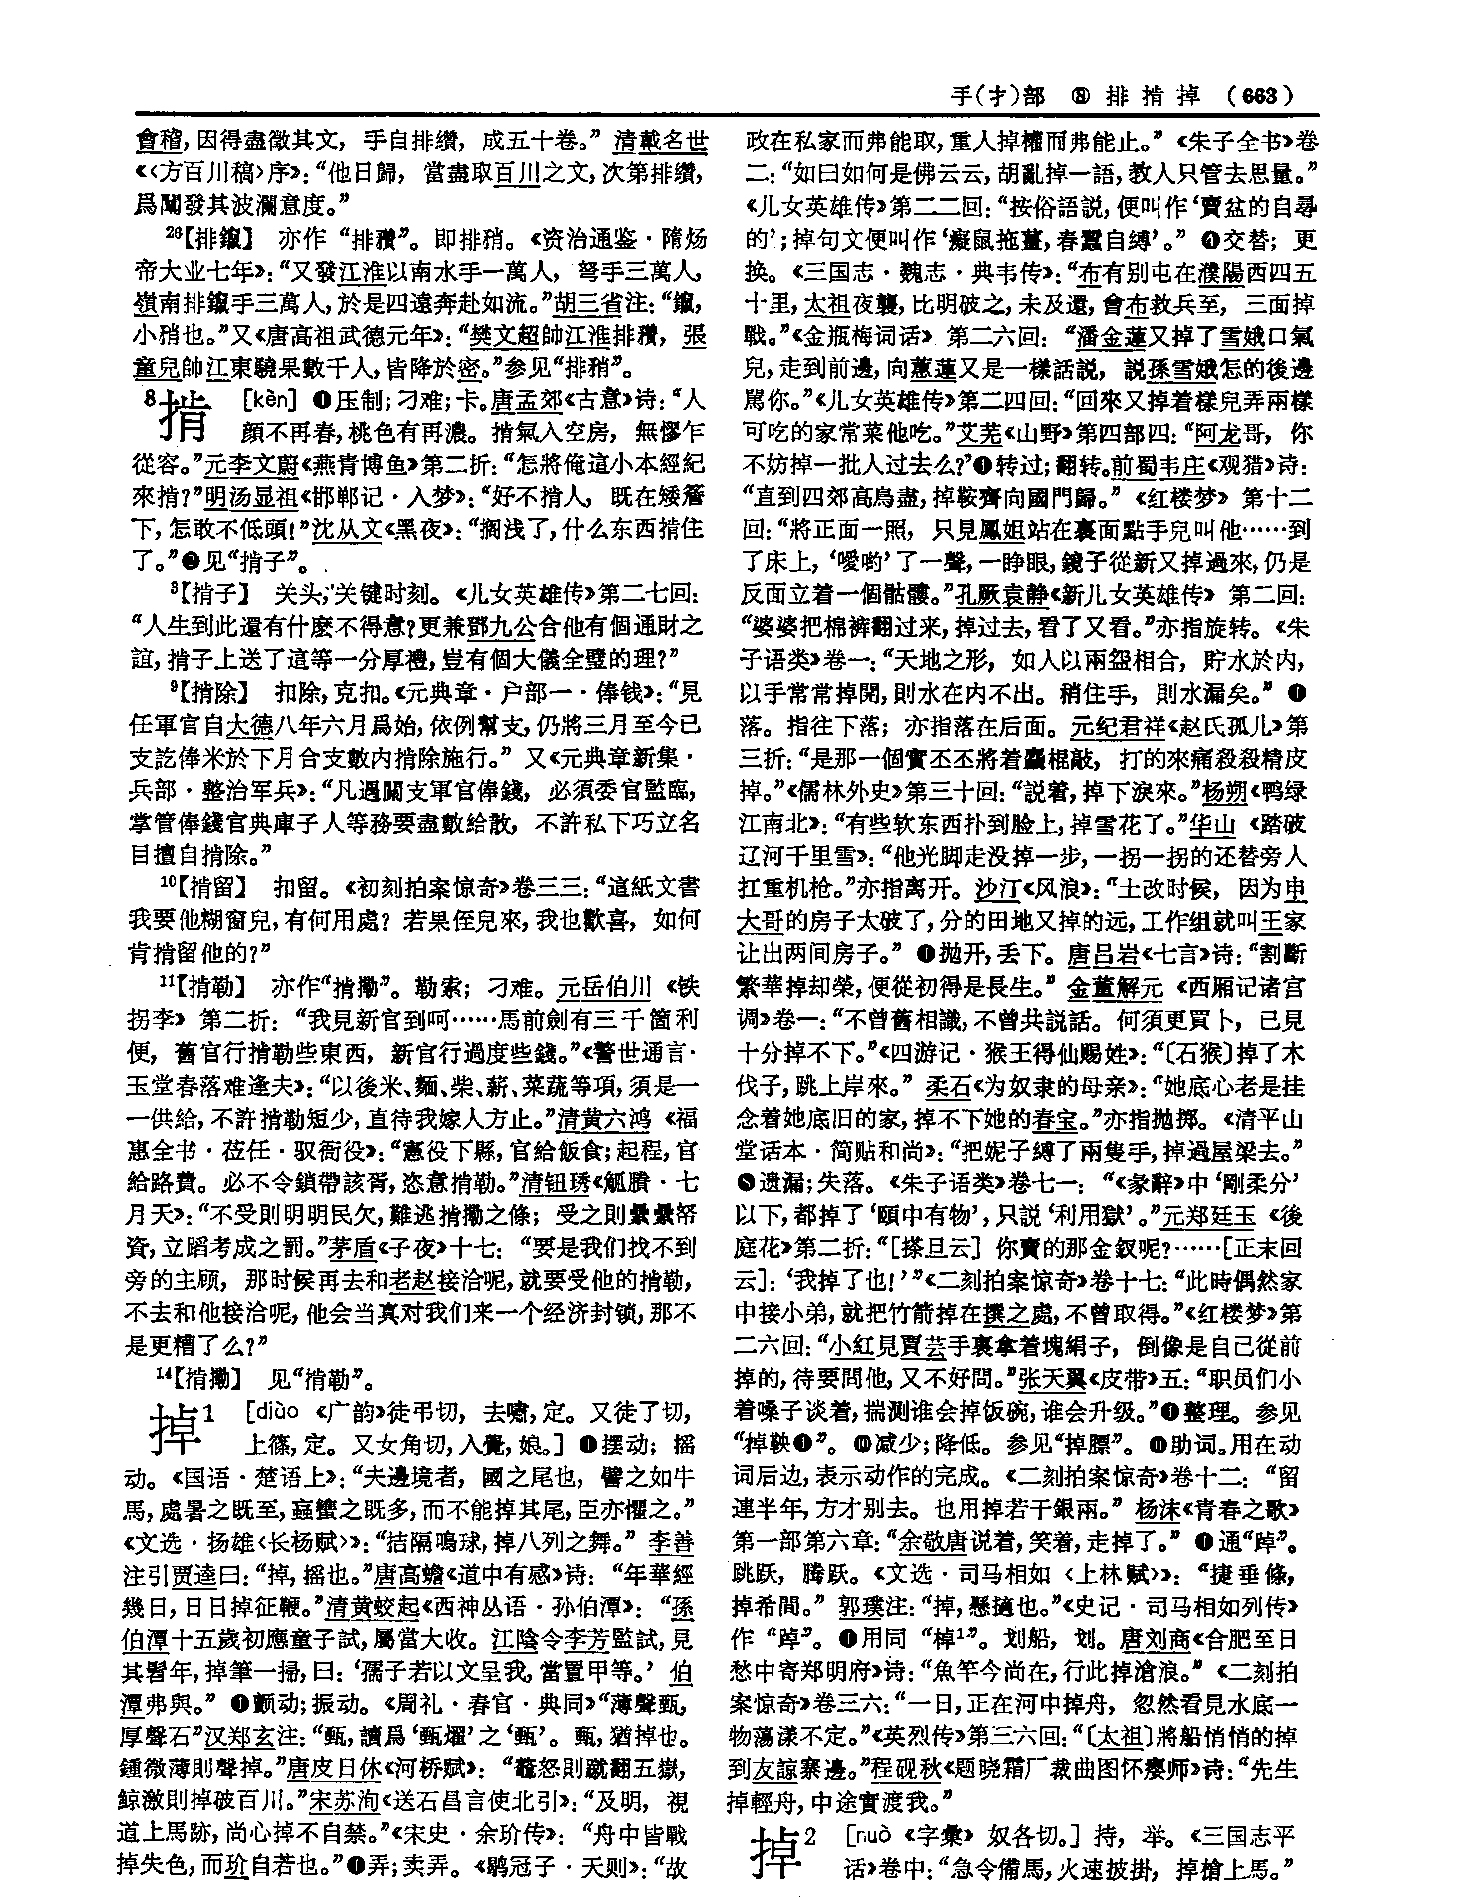 手(扌)部 ⑧ 排掯掉 (663)
會稽,因得盡徵其文, 手自排纘, 成五十卷。” 清戴名世
《〈方百川稿〉序》:“他日歸, 當盡取百川之文,次第排纘,
爲闡發其波瀾意度。”
20【排鑹】 亦作 “排䂎”。即排矟。《资治通鉴·隋炀
帝大业七年》:“又發江淮以南水手一萬人, 弩手三萬人,
嶺南排鑹手三萬人,於是四遠奔赴如流。”胡三省注:“鑹,
小矟也。”又《唐高祖武德元年》:“樊文超帥江淮排䂎, 張
童兒帥江東驍果數千人,皆降於密。”参见“排矟”。
8掯 [kèn] ❶压制;刁难;卡。唐孟郊《古意》诗:“人
顔不再春,桃色有再濃。掯氣入空房, 無憀乍
從容。”元李文蔚《燕青博鱼》第二折:“怎將俺這小本經紀
來掯?”明汤显祖《邯郸记·入梦》:“好不掯人, 既在矮簷
下,怎敢不低頭!”沈从文《黑夜》:“搁浅了,什么东西掯住
了。”❷见“掯子”。
3【掯子】 关头;关键时刻。《儿女英雄传》第二七回:
“人生到此還有什麽不得意?更兼鄧九公合他有個通財之
誼,掯子上送了這等一分厚禮,豈有個大儀全璧的理?”
9【掯除】 扣除,克扣。《元典章·户部一·俸钱》:“見
任軍官自大德八年六月爲始,依例幫支,仍將三月至今已
支訖俸米於下月合支數内掯除施行。” 又《元典章新集·
兵部·整治军兵》:“凡遇關支軍官俸錢, 必須委官監臨,
掌管俸錢官典庫子人等務要盡數給散, 不許私下巧立名
目擅自掯除。”
10【掯留】 扣留。《初刻拍案惊奇》卷三三:“這紙文書
我要他糊窗兒,有何用處? 若果侄兒來,我也歡喜, 如何
肯掯留他的?”
11【掯勒】 亦作“掯㔹”。勒索; 刁难。元岳伯川 《铁
拐李》 第二折: “我見新官到呵……馬前劍有三千箇利
便, 舊官行掯勒些東西, 新官行過度些錢。”《警世通言·
玉堂春落难逢夫》:“以後米、麵、柴、薪、菜蔬等項,須是一
一供給,不許掯勒短少,直待我嫁人方止。”清黄六鸿 《福
惠全书·莅任·驭衙役》:“憲役下縣,官給飯食;起程,官
給路費。必不令鎖帶該胥,恣意掯勒。”清钮琇《觚賸·七
月天》:“不受則明明民欠,難逃掯㔹之條; 受之則纍纍帑
資,立蹈考成之罰。”茅盾《子夜》十七: “要是我们找不到
旁的主顾, 那时候再去和老赵接洽呢,就要受他的掯勒,
不去和他接洽呢,他会当真对我们来一个经济封锁,那不
是更糟了么?”
14【掯㔹】 见“掯勒”。
掉1 [diào 《广韵》徒弔切, 去嘯,定。又徒了切,
上篠,定。又女角切,入覺,娘。] ❶摆动; 摇
动。《国语·楚语上》:“夫邊境者, 國之尾也, 譬之如牛
馬,處暑之既至,蝱䗽之既多,而不能掉其尾,臣亦懼之。”
《文选·扬雄〈长杨赋〉》:“拮隔鳴球,掉八列之舞。” 李善
注引賈逵曰:“掉,摇也。”唐高蟾《道中有感》诗: “年華經
幾日,日日掉征鞭。”清黄蛟起《西神丛语·孙伯潭》: “孫
伯潭十五歲初應童子試,屬當大收。江陰令李芳監試,見
其髫年,掉筆一掃,曰: ‘孺子若以文呈我,當置甲等。’ 伯
潭弗與。” ❷颤动;振动。《周礼·春官·典同》“薄聲甄,
厚聲石”汉郑玄注:“甄,讀爲‘甄燿’之‘甄’。甄,猶掉也。
鍾微薄則聲掉。”唐皮日休《河桥赋》: “鼇怒則蹴翻五嶽,
鯨激則掉破百川。”宋苏洵《送石昌言使北引》:“及明, 視
道上馬跡,尚心掉不自禁。”《宋史·余玠传》: “舟中皆戰
掉失色,而玠自若也。”❸弄;卖弄。《鹖冠子·天则》:“故
政在私家而弗能取,重人掉權而弗能止。” 《朱子全书》卷
二:“如曰如何是佛云云,胡亂掉一語,教人只管去思量。”
《儿女英雄传》第二二回:“按俗語説,便叫作‘賣盆的自尋
的’;掉句文便叫作‘癡鼠拖薑,春蠶自縛’。” ❹交替; 更
换。《三国志·魏志·典韦传》:“布有别屯在濮陽西四五
十里,太祖夜襲,比明破之,未及還,會布救兵至, 三面掉
戰。”《金瓶梅词话》 第二六回: “潘金蓮又掉了雪娥口氣
兒,走到前邊,向蕙蓮又是一樣話説, 説孫雪娥怎的後邊
駡你。”《儿女英雄传》第二四回:“回來又掉着樣兒弄兩樣
可吃的家常菜他吃。”艾芜《山野》第四部四:“阿龙哥, 你
不妨掉一批人过去么?”❺转过;翻转。前蜀韦庄《观猎》诗:
“直到四郊高鳥盡,掉鞍齊向國門歸。” 《红楼梦》 第十二
回:“將正面一照, 只見鳳姐站在裏面點手兒叫他……到
了床上, ‘噯喲’了一聲,一睁眼,鏡子從新又掉過來,仍是
反面立着一個骷髏。”孔厥袁静《新儿女英雄传》 第二回:
“婆婆把棉裤翻过来,掉过去,看了又看。”亦指旋转。《朱
子语类》卷一:“天地之形, 如人以兩盌相合, 貯水於内,
以手常常掉開,則水在内不出。稍住手, 則水漏矣。” ❻
落。指往下落; 亦指落在后面。元纪君祥《赵氏孤儿》第
三折:“是那一個實丕丕將着麤棍敲, 打的來痛殺殺精皮
掉。”《儒林外史》第三十回:“説着,掉下淚來。”杨朔《鸭绿
江南北》:“有些软东西扑到脸上,掉雪花了。”华山 《踏破
辽河千里雪》:“他光脚走没掉一步,一拐一拐的还替旁人
扛重机枪。”亦指离开。沙汀《风浪》:“土改时候, 因为申
大哥的房子太破了,分的田地又掉的远,工作组就叫王家
让出两间房子。” ❼抛开,丢下。唐吕岩《七言》诗:“割斷
繁華掉却榮,便從初得是長生。” 金董解元 《西厢记诸宫
调》卷一:“不曾舊相識,不曾共説話。何須更買卜, 已見
十分掉不下。”《四游记·猴王得仙赐姓》:“〔石猴〕掉了木
伐子,跳上岸來。” 柔石《为奴隶的母亲》:“她底心老是挂
念着她底旧的家,掉不下她的春宝。”亦指抛掷。《清平山
堂话本·简贴和尚》:“把妮子縛了兩隻手,掉過屋梁去。”
❽遗漏;失落。《朱子语类》卷七一: “《彖辭》中‘剛柔分’
以下,都掉了‘頤中有物’,只説‘利用獄’。”元郑廷玉 《後
庭花》第二折:“[搽旦云] 你賣的那金釵呢?……[正末回
云]: ‘我掉了也!’”《二刻拍案惊奇》卷十七:“此時偶然家
中接小弟,就把竹箭掉在撰之處,不曾取得。”《红楼梦》第
二六回:“小紅見賈芸手裏拿着塊絹子, 倒像是自己從前
掉的,待要問他,又不好問。”张天翼《皮带》五:“职员们小
着嗓子谈着,揣测谁会掉饭碗,谁会升级。”❾整理。参见
“掉鞅❶”。❿减少;降低。参见“掉膘”。⓫助词。用在动
词后边,表示动作的完成。《二刻拍案惊奇》卷十二: “留
連半年,方才别去。也用掉若干銀兩。” 杨沫《青春之歌》
第一部第六章:“余敬唐说着,笑着,走掉了。” ⓬通“踔”。
跳跃, 腾跃。《文选·司马相如 〈上林赋〉》: “捷垂條,
掉希間。” 郭璞注:“掉,懸擿也。”《史记·司马相如列传》
作 “踔”。⓭用同 “棹1”。划船, 划。唐刘商《合肥至日
愁中寄郑明府》诗:“魚竿今尚在,行此掉滄浪。” 《二刻拍
案惊奇》卷三六:“一日,正在河中掉舟, 忽然看見水底一
物蕩漾不定。”《英烈传》第三六回:“〔太祖〕將船悄悄的掉
到友諒寨邊。”程砚秋《题晓霜厂裁曲图怀瘿师》诗:“先生
掉輕舟,中途實渡我。”
掉2 [nuò 《字彙》 奴各切。] 持, 举。《三国志平
话》卷中:“急令備馬,火速披掛, 掉槍上馬。”